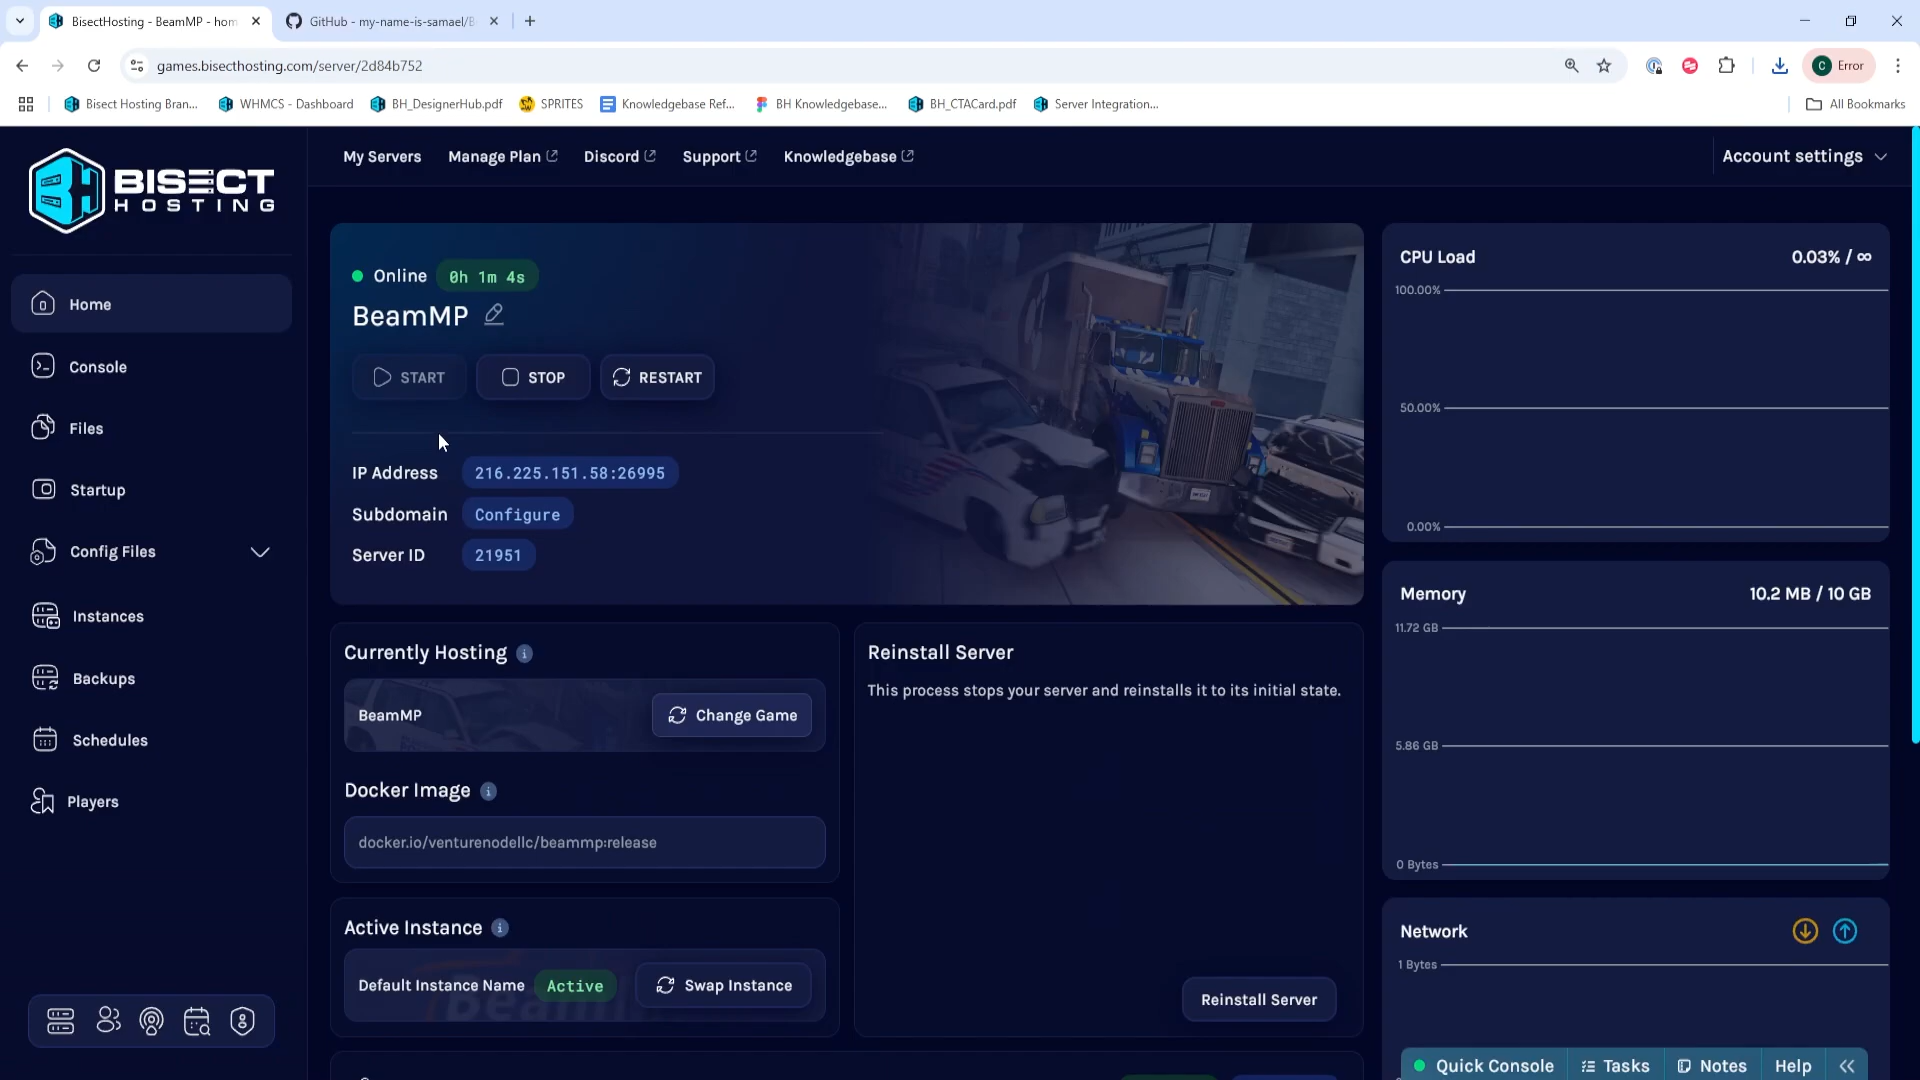 BisectHosting - BeamMP - hom
GitHub - my-name-is-samael/B
games.bisecthosting.com/server/2d84b752
C Error
Bisect Hosting Bran...
WHMCS - Dashboard
BH_DesignerHub.pdf
SPRITES
Knowledgebase Ref...
BH Knowledgebase...
BH_CTACard.pdf
Server Integration...
All Bookmarks
BISECT
HOSTING
My Servers
Manage Plan
Discord
Support
Knowledgebase
Account settings
Home
Console
Files
Startup
Config Files
Instances
Backups
Schedules
Players
Online 0h 1m 4s
BeamMP
START
STOP
RESTART
IP Address 216.225.151.58:26995
Subdomain Configure
Server ID 21951
Currently Hosting
BeamMP
Change Game
Docker Image
docker.io/venturenodellc/beammp:release
Active Instance
Default Instance Name Active
Swap Instance
Reinstall Server
This process stops your server and reinstalls it to its initial state.
Reinstall Server
CPU Load 0.03% / ∞
100.00%
50.00%
0.00%
Memory 10.2 MB / 10 GB
11.72 GB
5.86 GB
0 Bytes
Network
1 Bytes
Quick Console
Tasks
Notes
Help